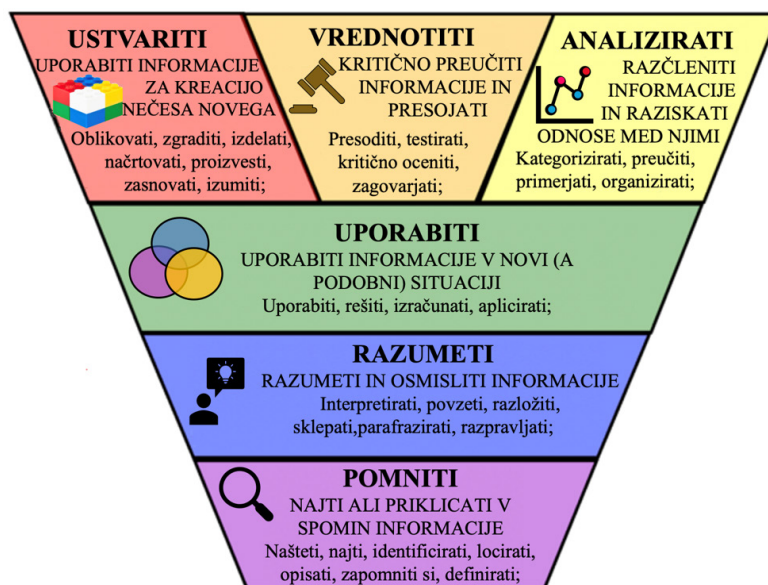 USTVARITI
UPORABITI INFORMACIJE
ZA KREACIJO
NEČESA NOVEGA
Oblikovati, zgraditi, izdelati,
načrtovati, proizvesti,
zasnovati, izumiti;
VREDNOTITI
KRITIČNO PREUČITI
INFORMACIJE IN
PRESOJATI
Presoditi, testirati,
kritično oceniti,
zagovarjati;
ANALIZIRATI
RAZČLENITI
INFORMACIJE
IN RAZISKATI
ODNOSE MED NJIMI
Kategorizirati, preučiti,
primerjati, organizirati;
UPORABITI
UPORABITI INFORMACIJE V NOVI (A
PODOBNI) SITUACIJI
Uporabiti, rešiti, izračunati, aplicirati;
RAZUMETI
RAZUMETI IN OSMISLITI INFORMACIJE
Interpretirati, povzeti, razložiti,
sklepati,parafrazirati, razpravljati;
POMNITI
NAJTI ALI PRIKLICATI V
SPOMIN INFORMACIJE
Našteti, najti, identificirati, locirati,
opisati, zapomniti si, definirati;